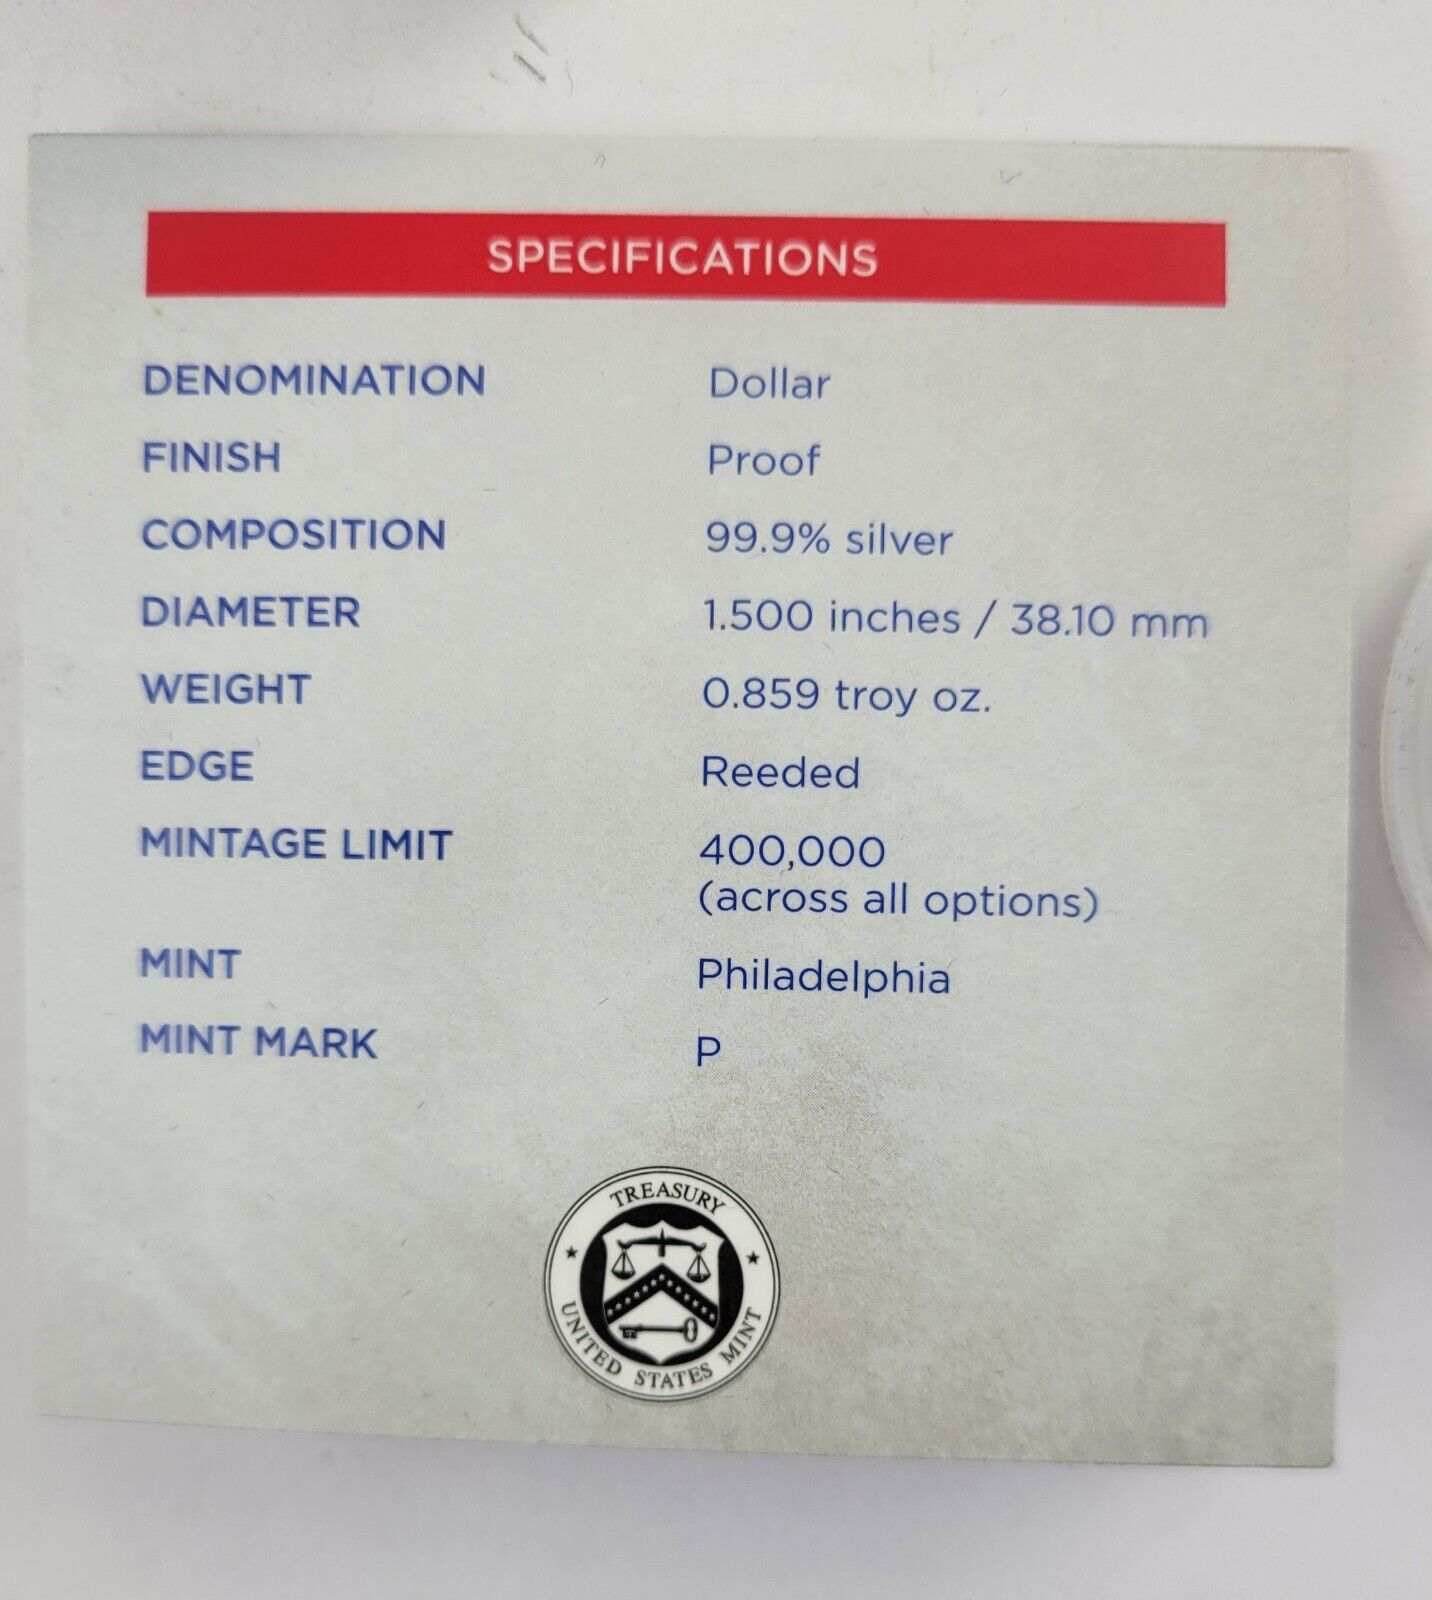 SPECIFICATIONS
DENOMINATION Dollar
FINISH Proof
COMPOSITION 99.9% silver
DIAMETER 1.500 inches / 38.10 mm
WEIGHT 0.859 troy oz.
EDGE Reeded
MINTAGE LIMIT 400,000
(across all options)
MINT Philadelphia
MINT MARK P
TREASURY
UNITED STATES MINT